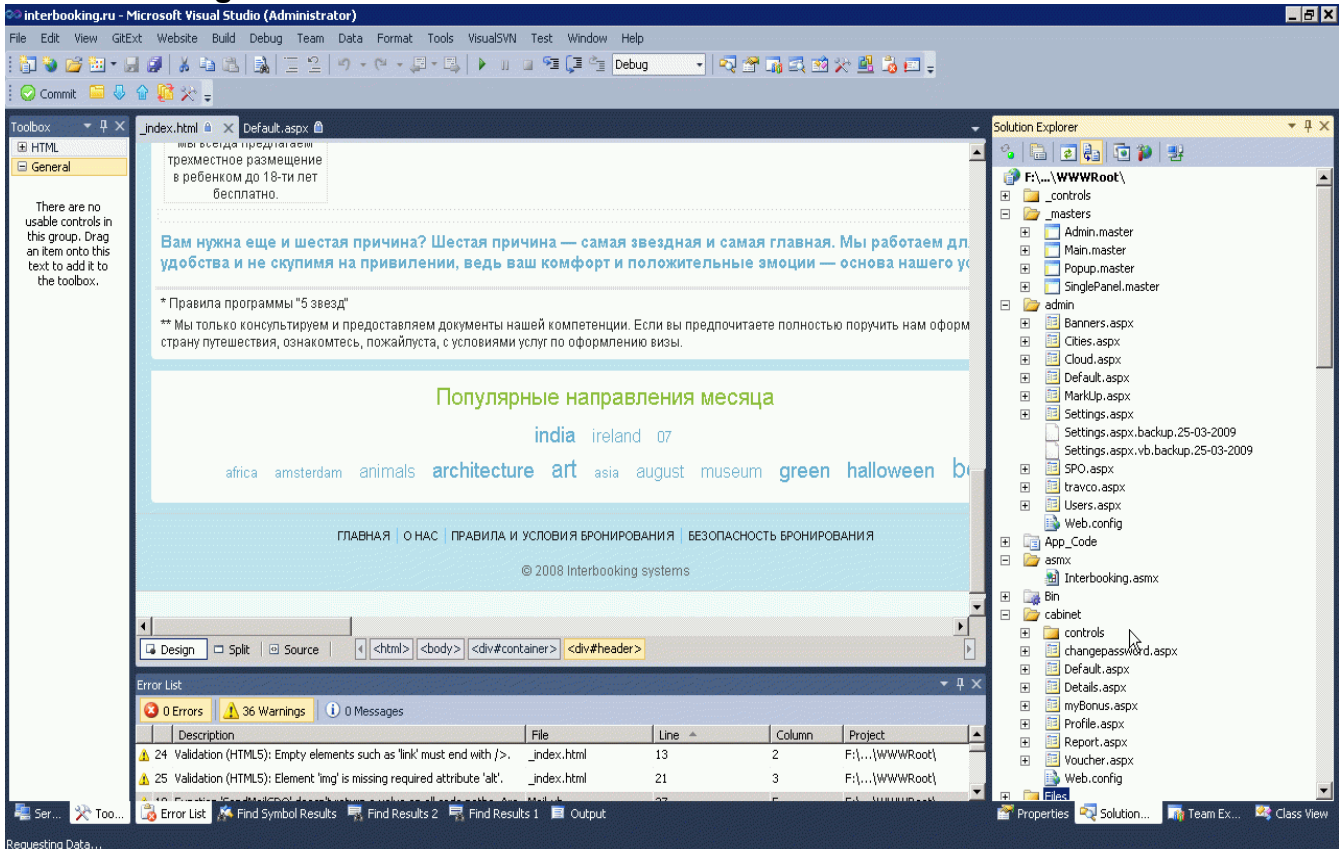 interbooking.ru - Microsoft Visual Studio (Administrator)
File Edit View GitExt Website Build Debug Team Data Format Tools VisualSVN Test Window Help
Debug
Commit
Toolbox
HTML
General
There are no
usable controls in
this group. Drag
an item onto this
text to add it to
the toolbox.
_index.html Default.aspx
мы всегда предлагаем
трехместное размещение
в ребенком до 18-ти лет
бесплатно.
Вам нужна еще и шестая причина? Шестая причина — самая звездная и самая главная. Мы работаем дл
удобства и не скупимя на привилении, ведь ваш комфорт и положительные эмоции — основа нашего ус
* Правила программы "5 звезд"
** Мы только консультируем и предоставляем документы нашей компетенции. Если вы предпочитаете полностью поручить нам оформ
страну путешествия, ознакомтесь, пожайлуста, с условиями услуг по оформлению визы.
Популярные направления месяца
india ireland 07
africa amsterdam animals architecture art asia august museum green halloween be
ГЛАВНАЯ О НАС ПРАВИЛА И УСЛОВИЯ БРОНИРОВАНИЯ БЕЗОПАСНОСТЬ БРОНИРОВАНИЯ
© 2008 Interbooking systems
Design Split Source <html> <body> <div#container> <div#header>
Error List
0 Errors 36 Warnings 0 Messages
Description File Line Column Project
24 Validation (HTML5): Empty elements such as 'link' must end with />. _index.html 13 2 F:\...\WWWRoot\
25 Validation (HTML5): Element 'img' is missing required attribute 'alt'. _index.html 21 3 F:\...\WWWRoot\
Solution Explorer
F:\...\WWWRoot\
_controls
_masters
Admin.master
Main.master
Popup.master
SinglePanel.master
admin
Banners.aspx
Cities.aspx
Cloud.aspx
Default.aspx
MarkUp.aspx
Settings.aspx
Settings.aspx.backup.25-03-2009
Settings.aspx.vb.backup.25-03-2009
SPO.aspx
travco.aspx
Users.aspx
Web.config
App_Code
asmx
Interbooking.asmx
Bin
cabinet
controls
changepassword.aspx
Default.aspx
Details.aspx
myBonus.aspx
Profile.aspx
Report.aspx
Voucher.aspx
Web.config
Files
Ser... Too... Error List Find Symbol Results Find Results 2 Find Results 1 Output Properties Solution... Team Ex... Class View
Requesting Data...